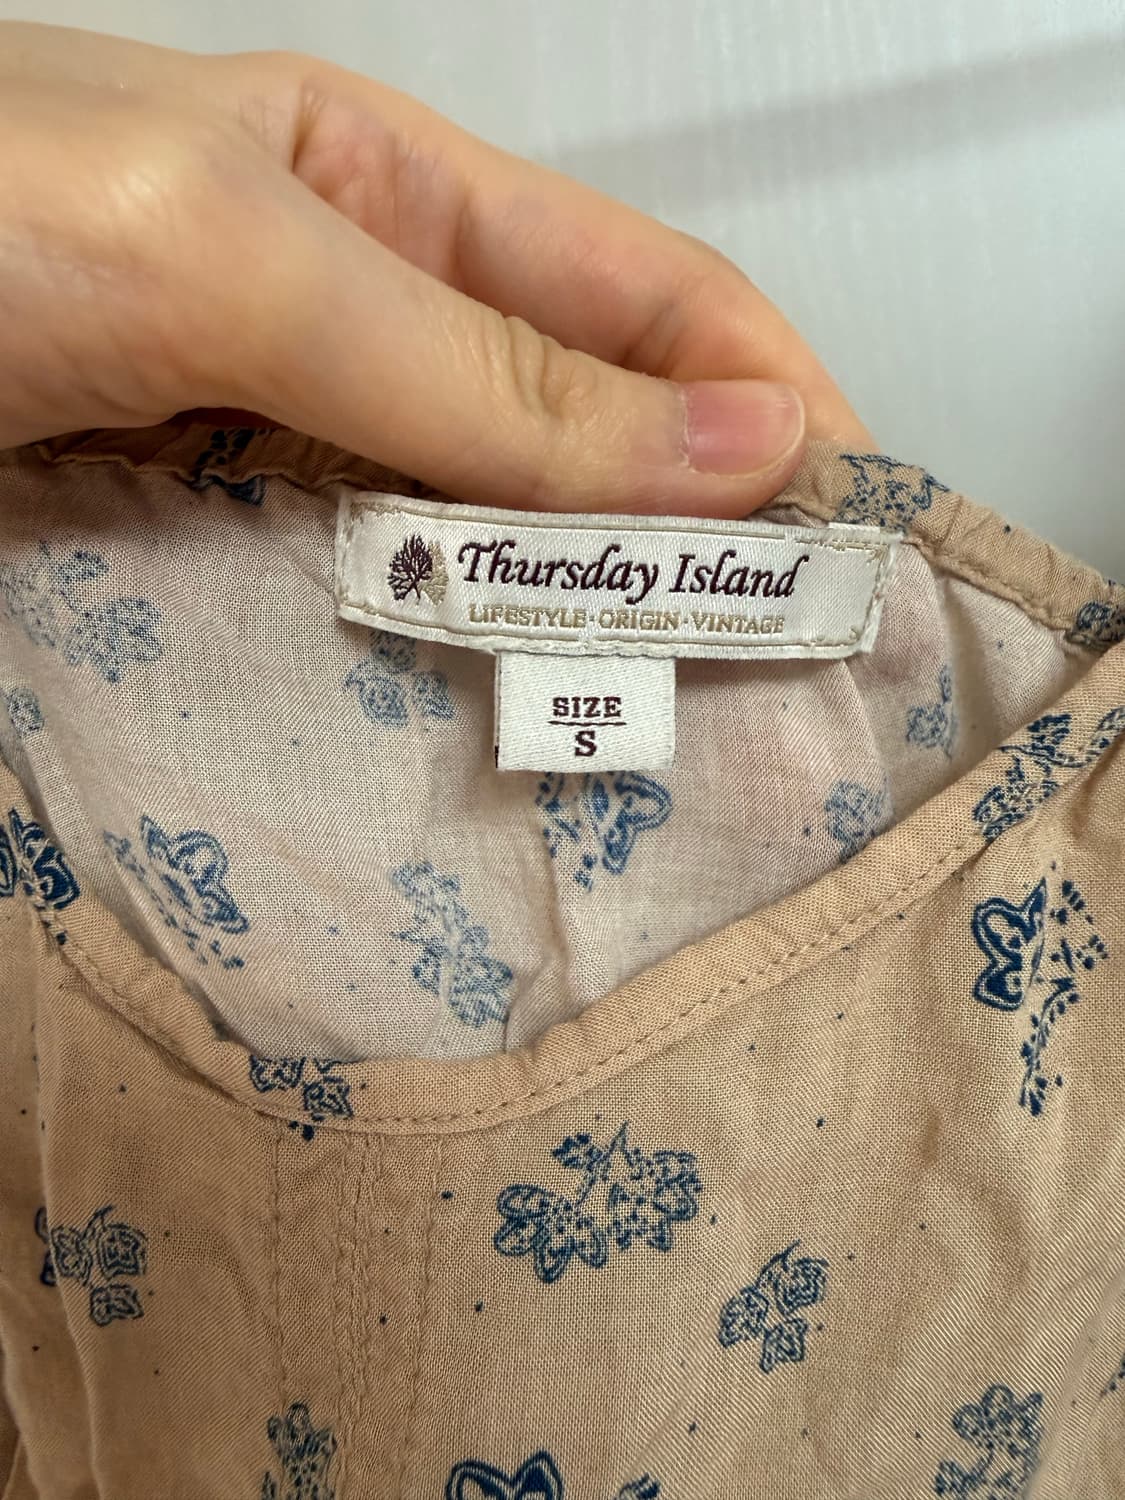 Thursday Island
LIFESTYLE·ORIGIN·VINTAGE
SIZE
S